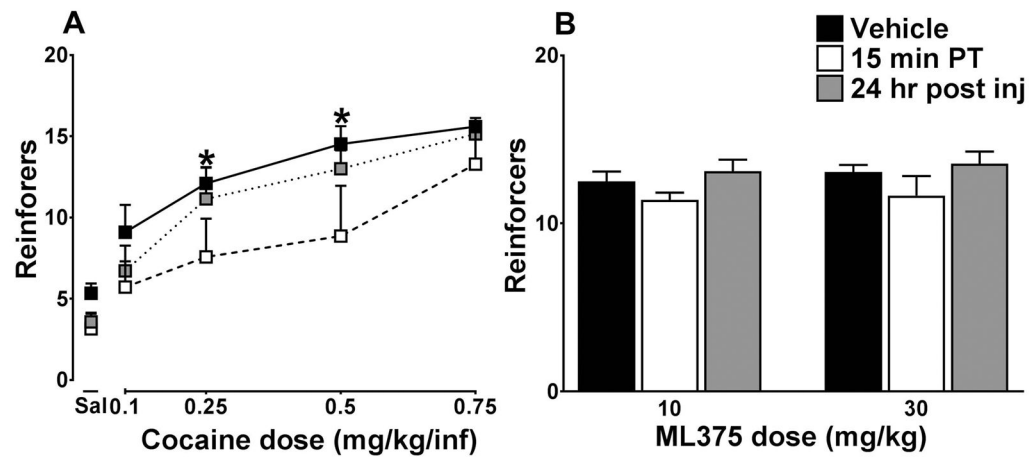 A
B
Vehicle
15 min PT
24 hr post inj
20
15
10
5
0
Reinforers
*
*
Sal 0.1 0.25 0.5 0.75
Cocaine dose (mg/kg/inf)
20
10
0
Reinforcers
10 30
ML375 dose (mg/kg)